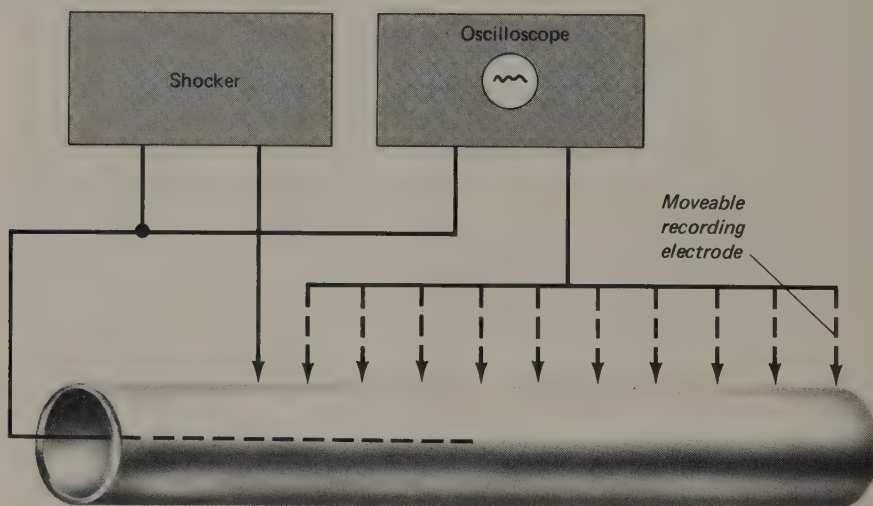 Shocker
Oscilloscope
Moveable
recording
electrode